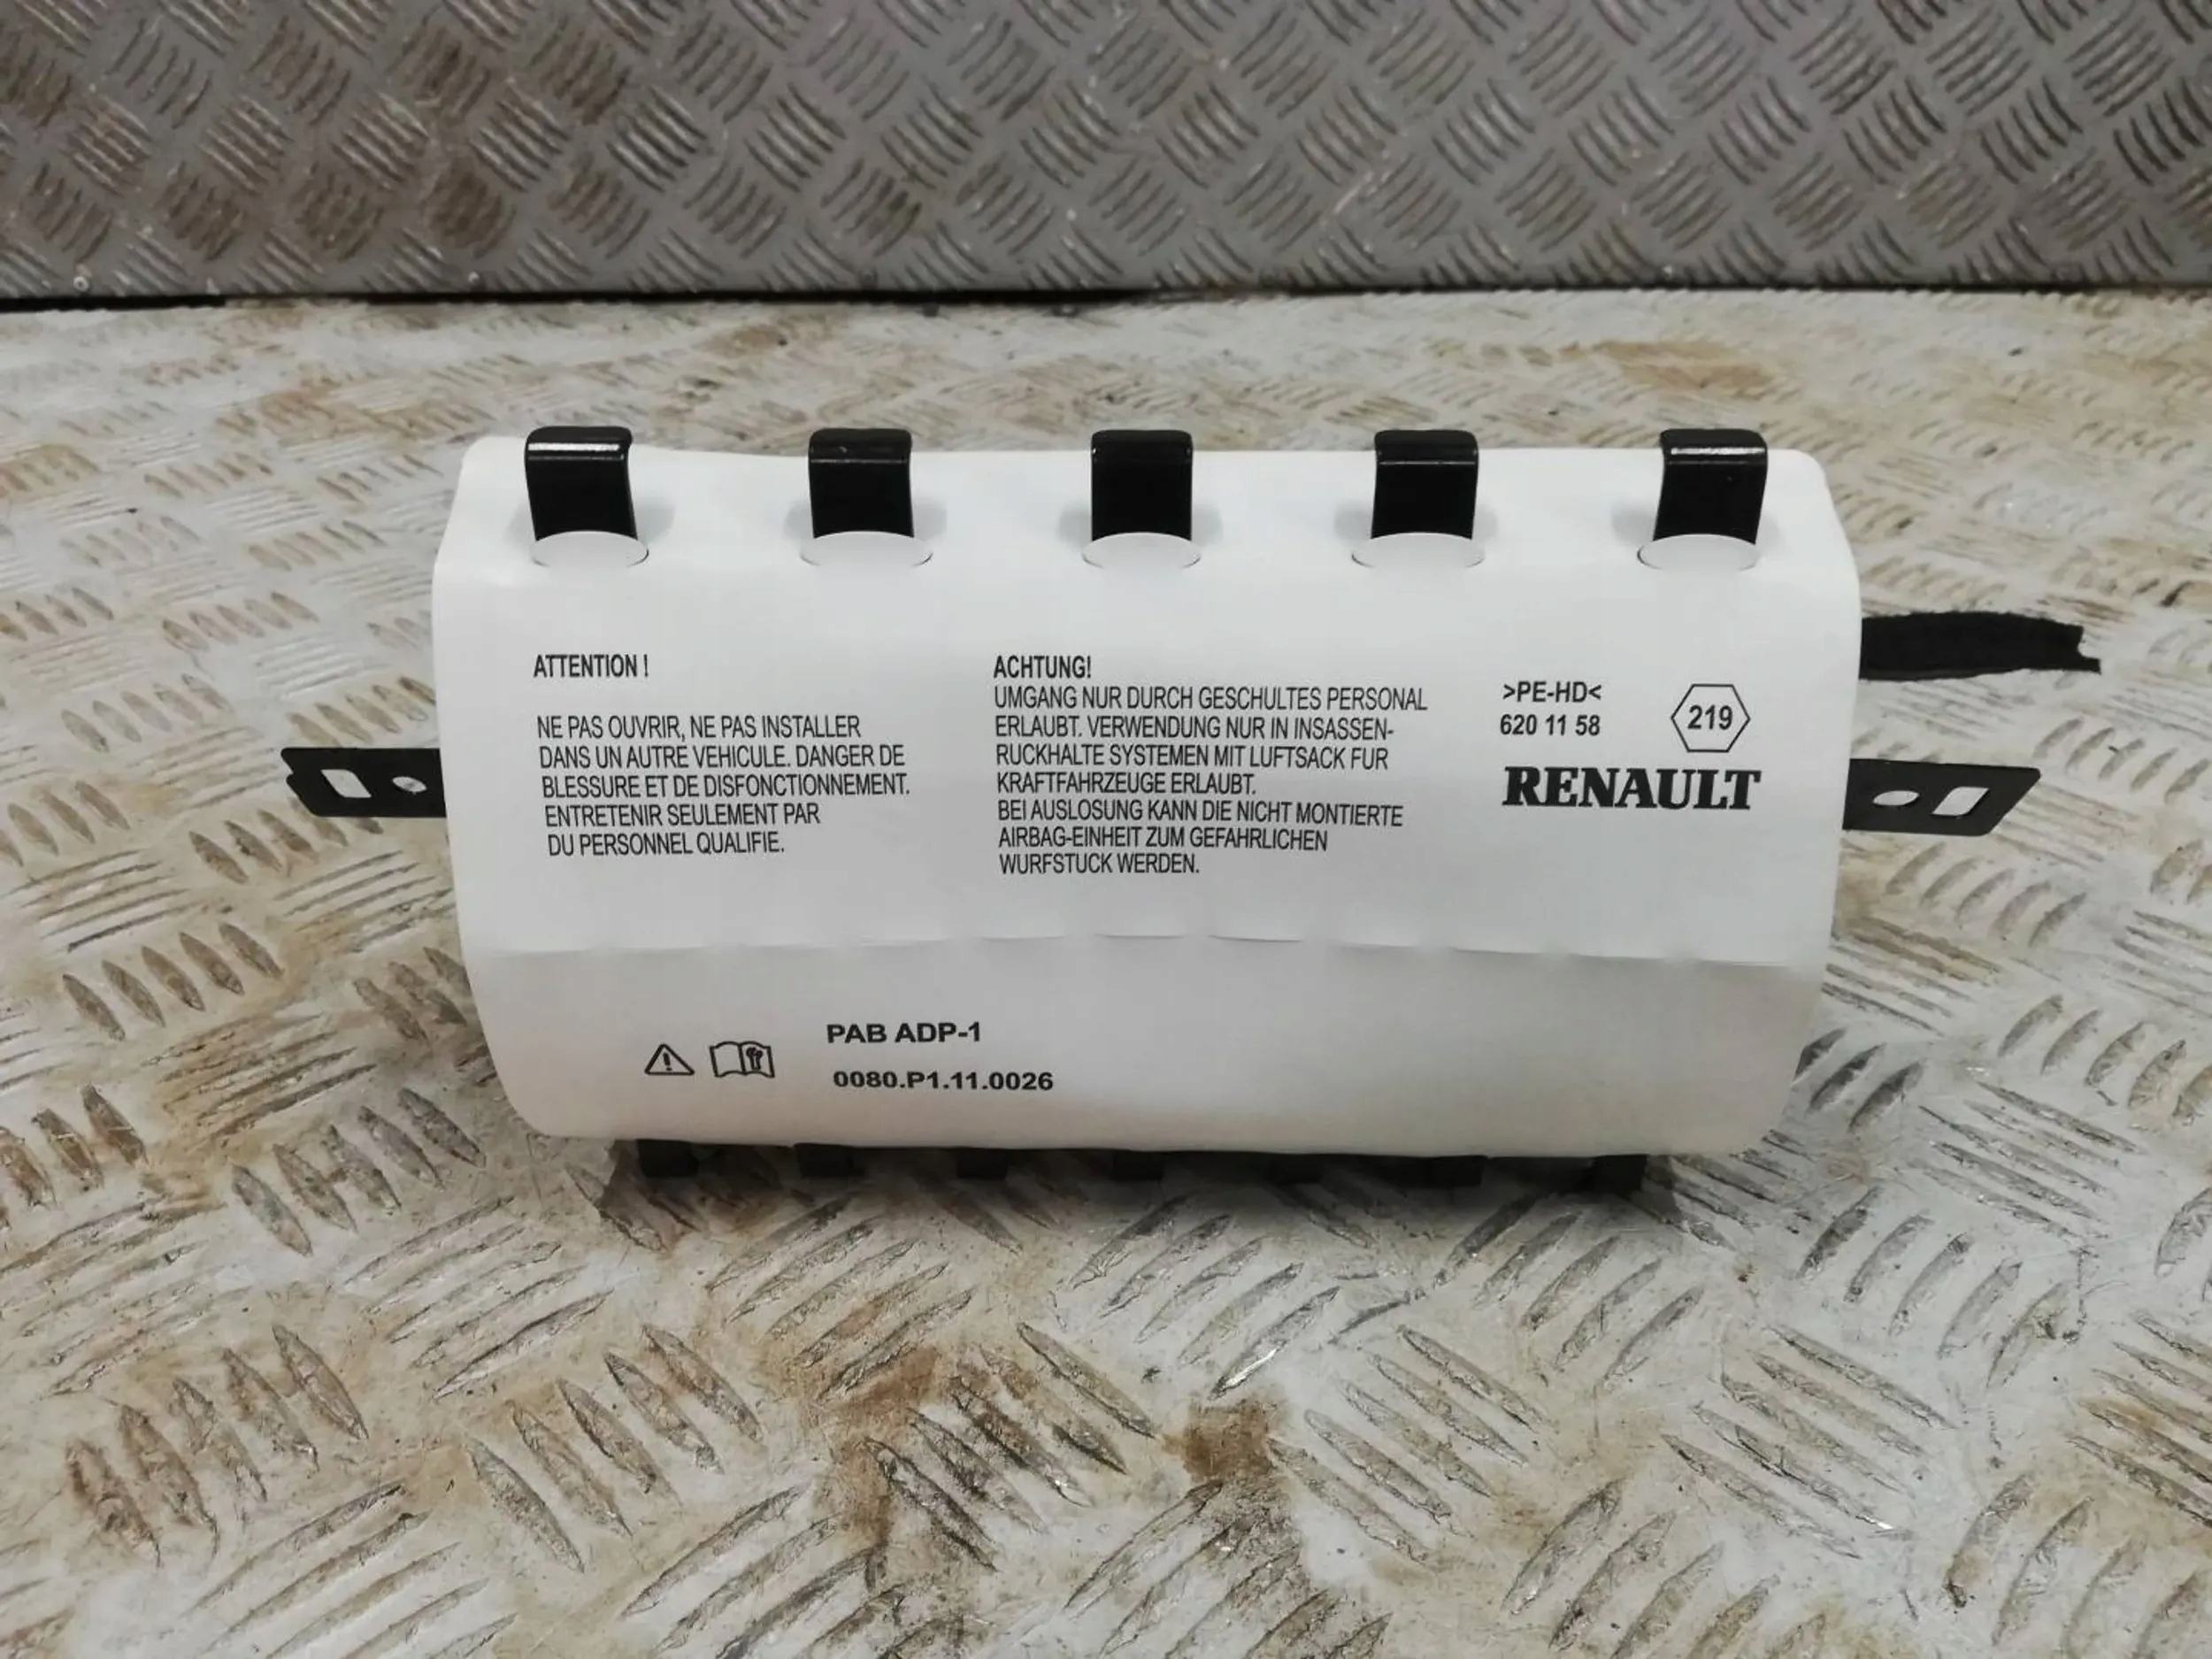 ATTENTION !
NE PAS OUVRIR, NE PAS INSTALLER
DANS UN AUTRE VEHICULE. DANGER DE
BLESSURE ET DE DISFONCTIONNEMENT.
ENTRETENIR SEULEMENT PAR
DU PERSONNEL QUALIFIE.
ACHTUNG!
UMGANG NUR DURCH GESCHULTES PERSONAL
ERLAUBT. VERWENDUNG NUR IN INSASSEN-
RUCKHALTE SYSTEMEN MIT LUFTSACK FUR
KRAFTFAHRZEUGE ERLAUBT.
BEI AUSLOSUNG KANN DIE NICHT MONTIERTE
AIRBAG-EINHEIT ZUM GEFAHRLICHEN
WURFSTUCK WERDEN.
>PE-HD<
620 11 58
219
RENAULT
PAB ADP-1
0080.P1.11.0026